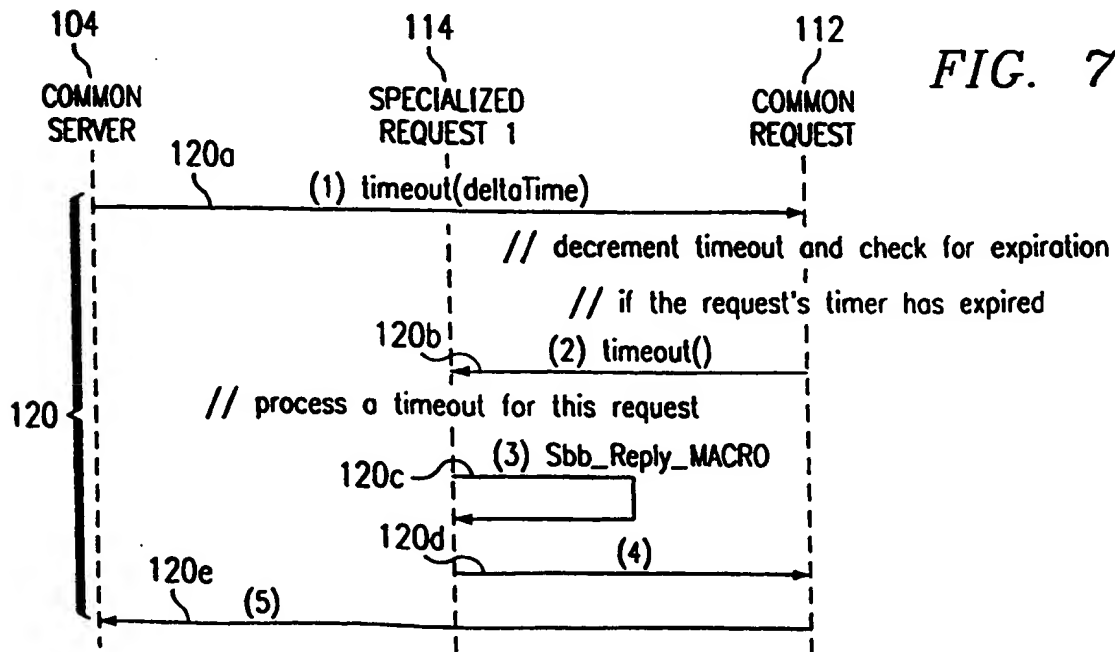 104
114
112
FIG. 7
COMMON
SERVER
SPECIALIZED
REQUEST 1
COMMON
REQUEST
120a
(1) timeout(deltaTime)
// decrement timeout and check for expiration
// if the request's timer has expired
120b
(2) timeout()
120
// process a timeout for this request
(3) Sbb_Reply_MACRO
120c
120d
(4)
120e
(5)